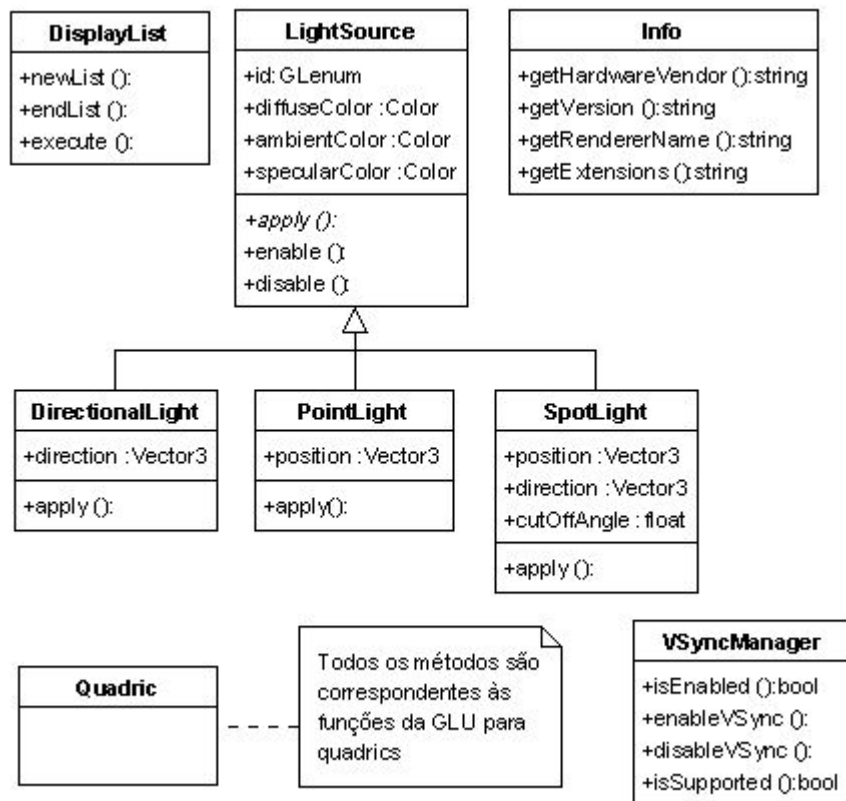 DisplayList
+newList ():
+endList ():
+execute ():
LightSource
+id: GLenum
+diffuseColor : Color
+ambientColor : Color
+specularColor : Color
+apply ():
+enable ():
+disable ():
Info
+getHardwareVendor ():string
+getVersion ():string
+getRendererName ():string
+getExtensions ():string
DirectionalLight
+direction : Vector3
+apply ():
PointLight
+position : Vector3
+apply():
SpotLight
+position : Vector3
+direction : Vector3
+cutOffAngle : float
+apply ():
Quadric
Todos os métodos são
correspondentes às
funções da GLU para
quadrics
VSyncManager
+isEnabled ():bool
+enableVSync ():
+disableVSync ():
+isSupported ():bool